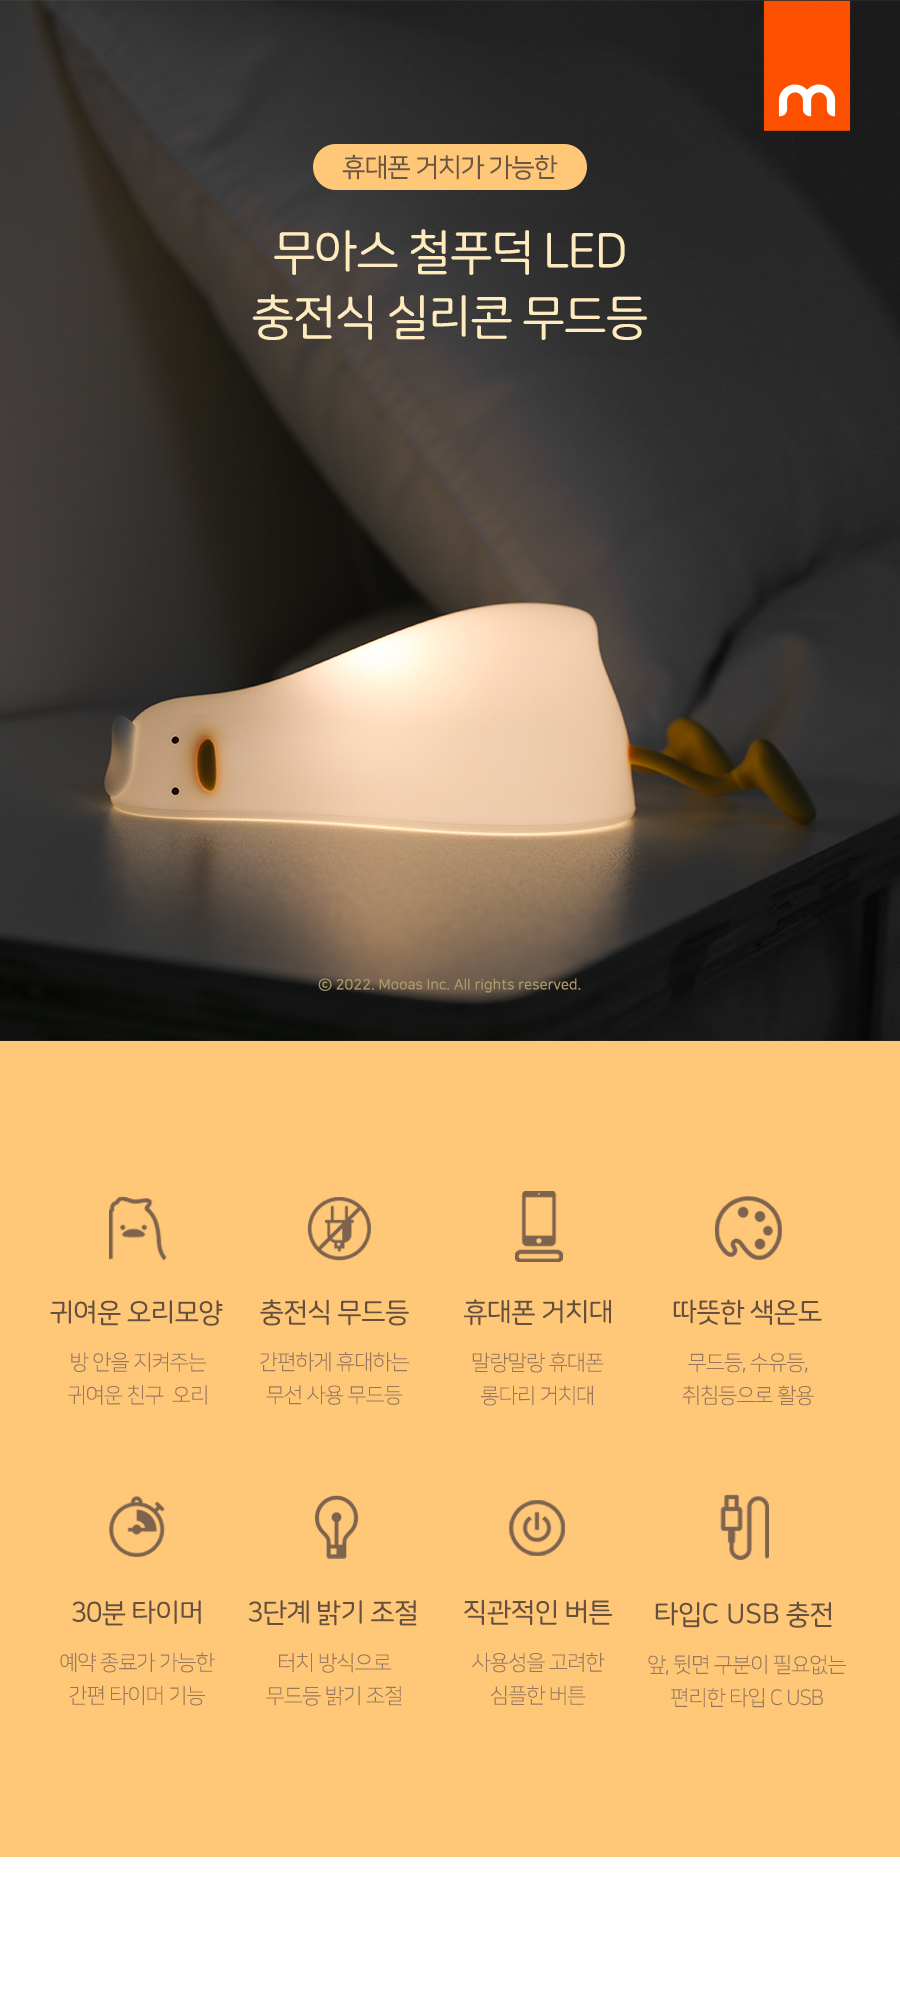 m
휴대폰 거치가 가능한
무아스 철푸덕 LED
충전식 실리콘 무드등
© 2022. Mooas Inc. All rights reserved.
귀여운 오리모양
방 안을 지켜주는
귀여운 친구 오리
충전식 무드등
간편하게 휴대하는
무선 사용 무드등
휴대폰 거치대
말랑말랑 휴대폰
롱다리 거치대
따뜻한 색온도
무드등, 수유등,
취침등으로 활용
30분 타이머
예약 종료가 가능한
간편 타이머 기능
3단계 밝기 조절
터치 방식으로
무드등 밝기 조절
직관적인 버튼
사용성을 고려한
심플한 버튼
타입C USB 충전
앞, 뒷면 구분이 필요없는
편리한 타입 C USB